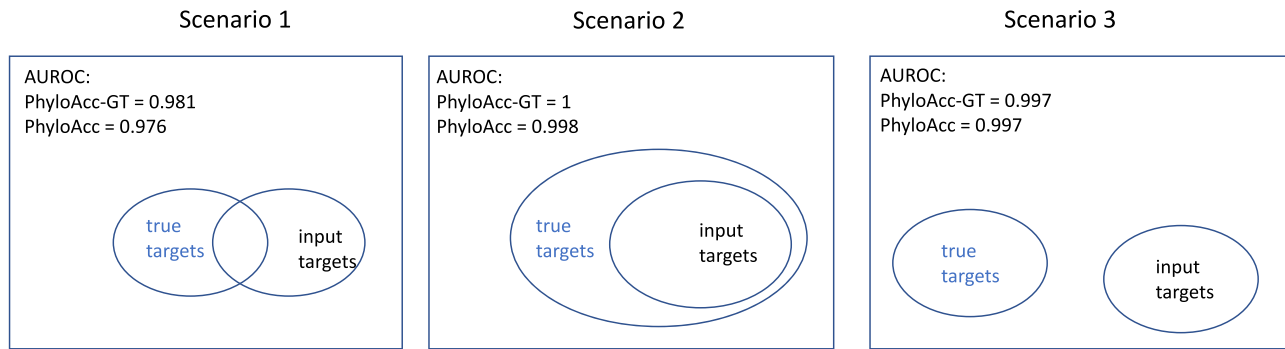 Scenario 1
AUROC:
PhyloAcc-GT = 0.981
PhyloAcc = 0.976
true
targets
input
targets
Scenario 2
AUROC:
PhyloAcc-GT = 1
PhyloAcc = 0.998
true
targets
input
targets
Scenario 3
AUROC:
PhyloAcc-GT = 0.997
PhyloAcc = 0.997
true
targets
input
targets